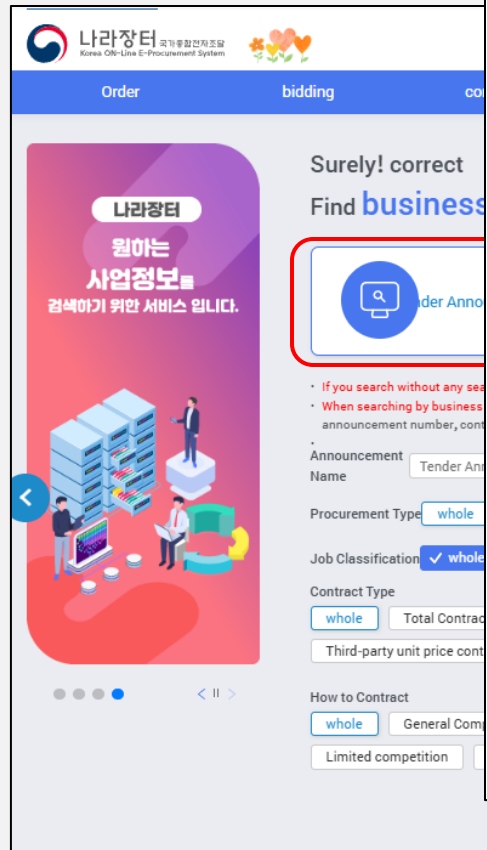 나라장터 국가종합전자조달
Korea ON-Line E-Procurement System
Order bidding
Surely! correct
Find business
나라장터
원하는
사업정보를
검색하기 위한 서비스 입니다.
der Anno
· If you search without any sea
· When searching by business
announcement number, cont
Announcement
Name
Tender Ann
Procurement Type whole
Job Classification ✓ whole
Contract Type
whole Total Contrac
Third-party unit price cont
How to Contract
whole General Comp
Limited competition